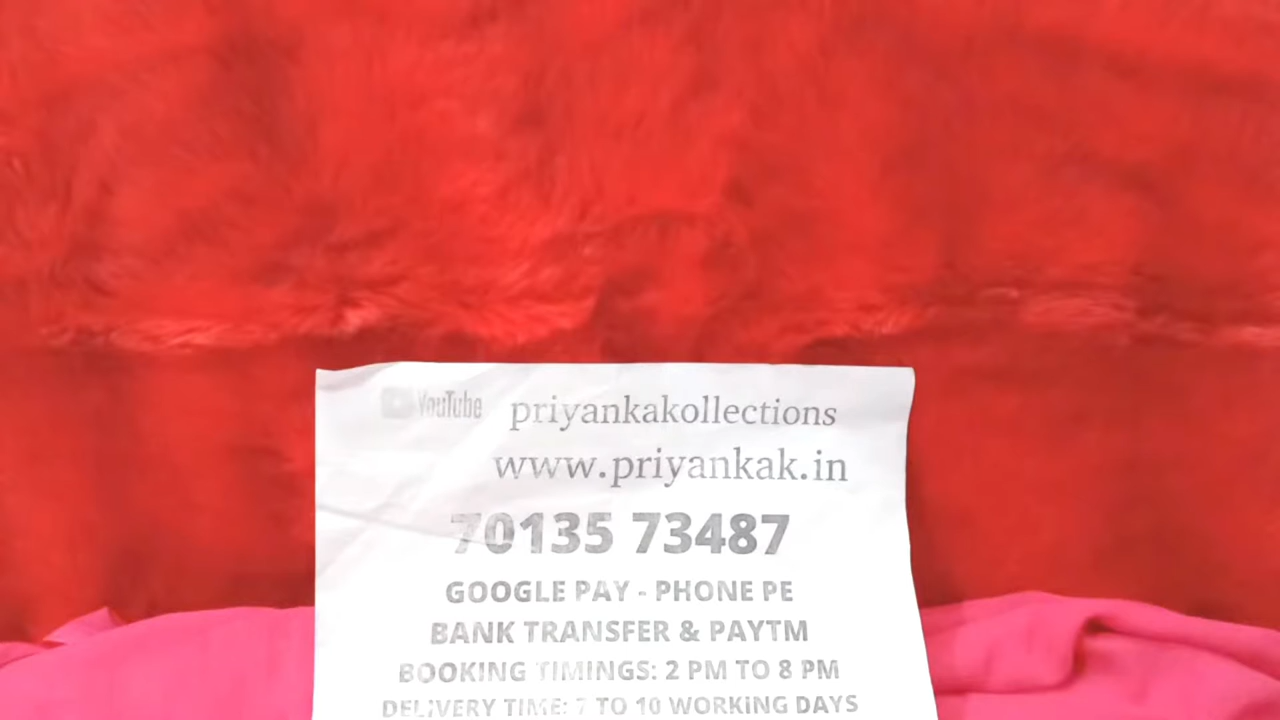 YouTube priyankakollections
www.priyankak.in
70135 73487
GOOGLE PAY - PHONE PE
BANK TRANSFER & PAYTM
BOOKING TIMINGS: 2 PM TO 8 PM
DELIVERY TIME: 7 TO 10 WORKING DAYS